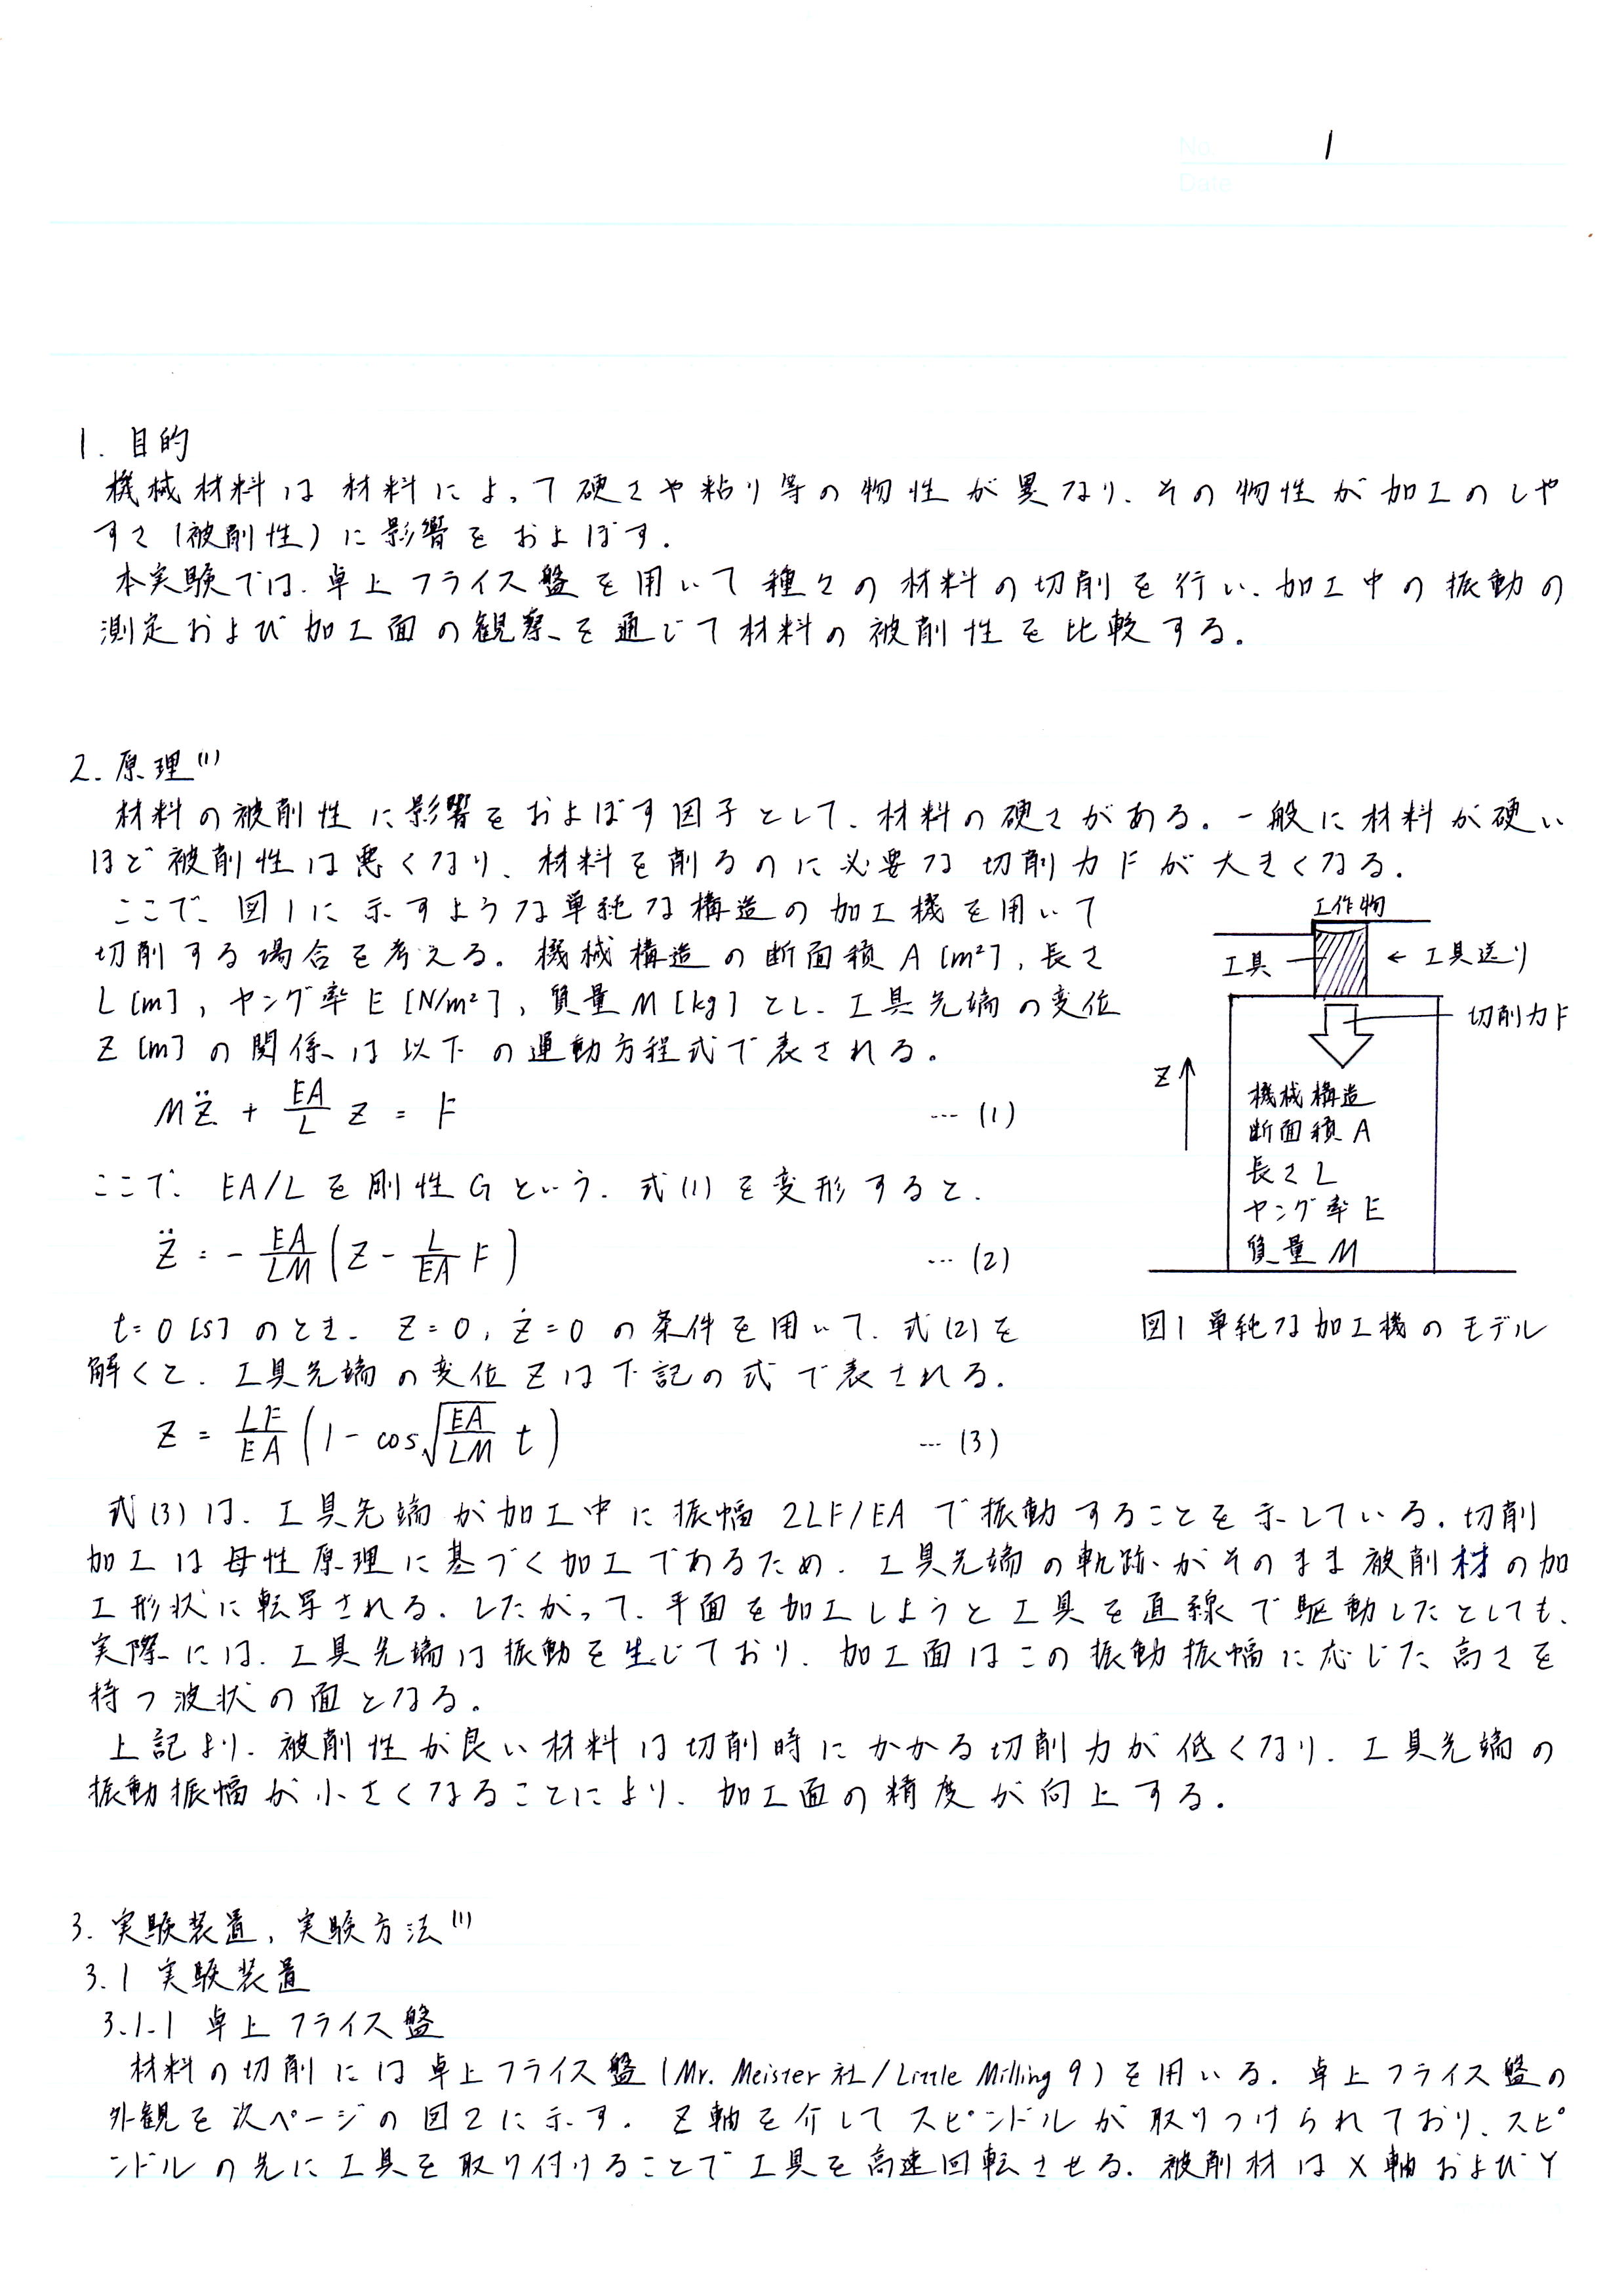 No. 1
Date
1. 目的
機械材料は材料によって硬さや粘り等の物性が異なり、その物性が加工のしや
すさ(被削性)に影響をおよぼす.
本実験では、卓上フライス盤を用いて種々の材料の切削を行い、加工中の振動の
測定および加工面の観察を通じて材料の被削性を比較する.
2. 原理(1)
材料の被削性に影響をおよぼす因子として、材料の硬さがある. 一般に材料が硬い
ほど被削性は悪くなり、材料を削るのに必要な切削力Fが大きくなる.
ここで、図1に示すような単純な構造の加工機を用いて
切削する場合を考える. 機械構造の断面積A[m²], 長さ
L[m], ヤング率E[N/m²], 質量M[kg]とし、工具先端の変位
Z[m]の関係は以下の運動方程式で表される.
MZ̈ + EA/L Z = F …(1)
ここで、EA/Lを剛性Gという. 式(1)を変形すると、
Z̈ = - EA/LM (Z - L/EA F) …(2)
t=0[s]のとき、Z=0, Ż=0の条件を用いて、式(2)を
解くと、工具先端の変位Zは下記の式で表される.
Z = LF/EA (1 - cos√(EA/LM) t) …(3)
工作物
工具
← 工具送り
切削力F
Z
機械構造
断面積A
長さL
ヤング率E
質量M
図1 単純な加工機のモデル
式(3)は、工具先端が加工中に振幅2LF/EAで振動することを示している. 切削
加工は母性原理に基づく加工であるため、工具先端の軌跡がそのまま被削材の加
工形状に転写される. したがって、平面を加工しようと工具を直線で駆動したとしても、
実際には、工具先端は振動を生じており、加工面はこの振動振幅に応じた高さを
持つ波状の面となる.
上記より、被削性が良い材料は切削時にかかる切削力が低くなり、工具先端の
振動振幅が小さくなることにより、加工面の精度が向上する.
3. 実験装置, 実験方法(1)
3.1 実験装置
3.1.1 卓上フライス盤
材料の切削には卓上フライス盤(Mr. Meister社/Little Milling 9)を用いる. 卓上フライス盤の
外観を次ページの図2に示す. Z軸を介してスピンドルが取りつけられており、スピ
ンドルの先に工具を取り付けることで工具を高速回転させる. 被削材はX軸およびY